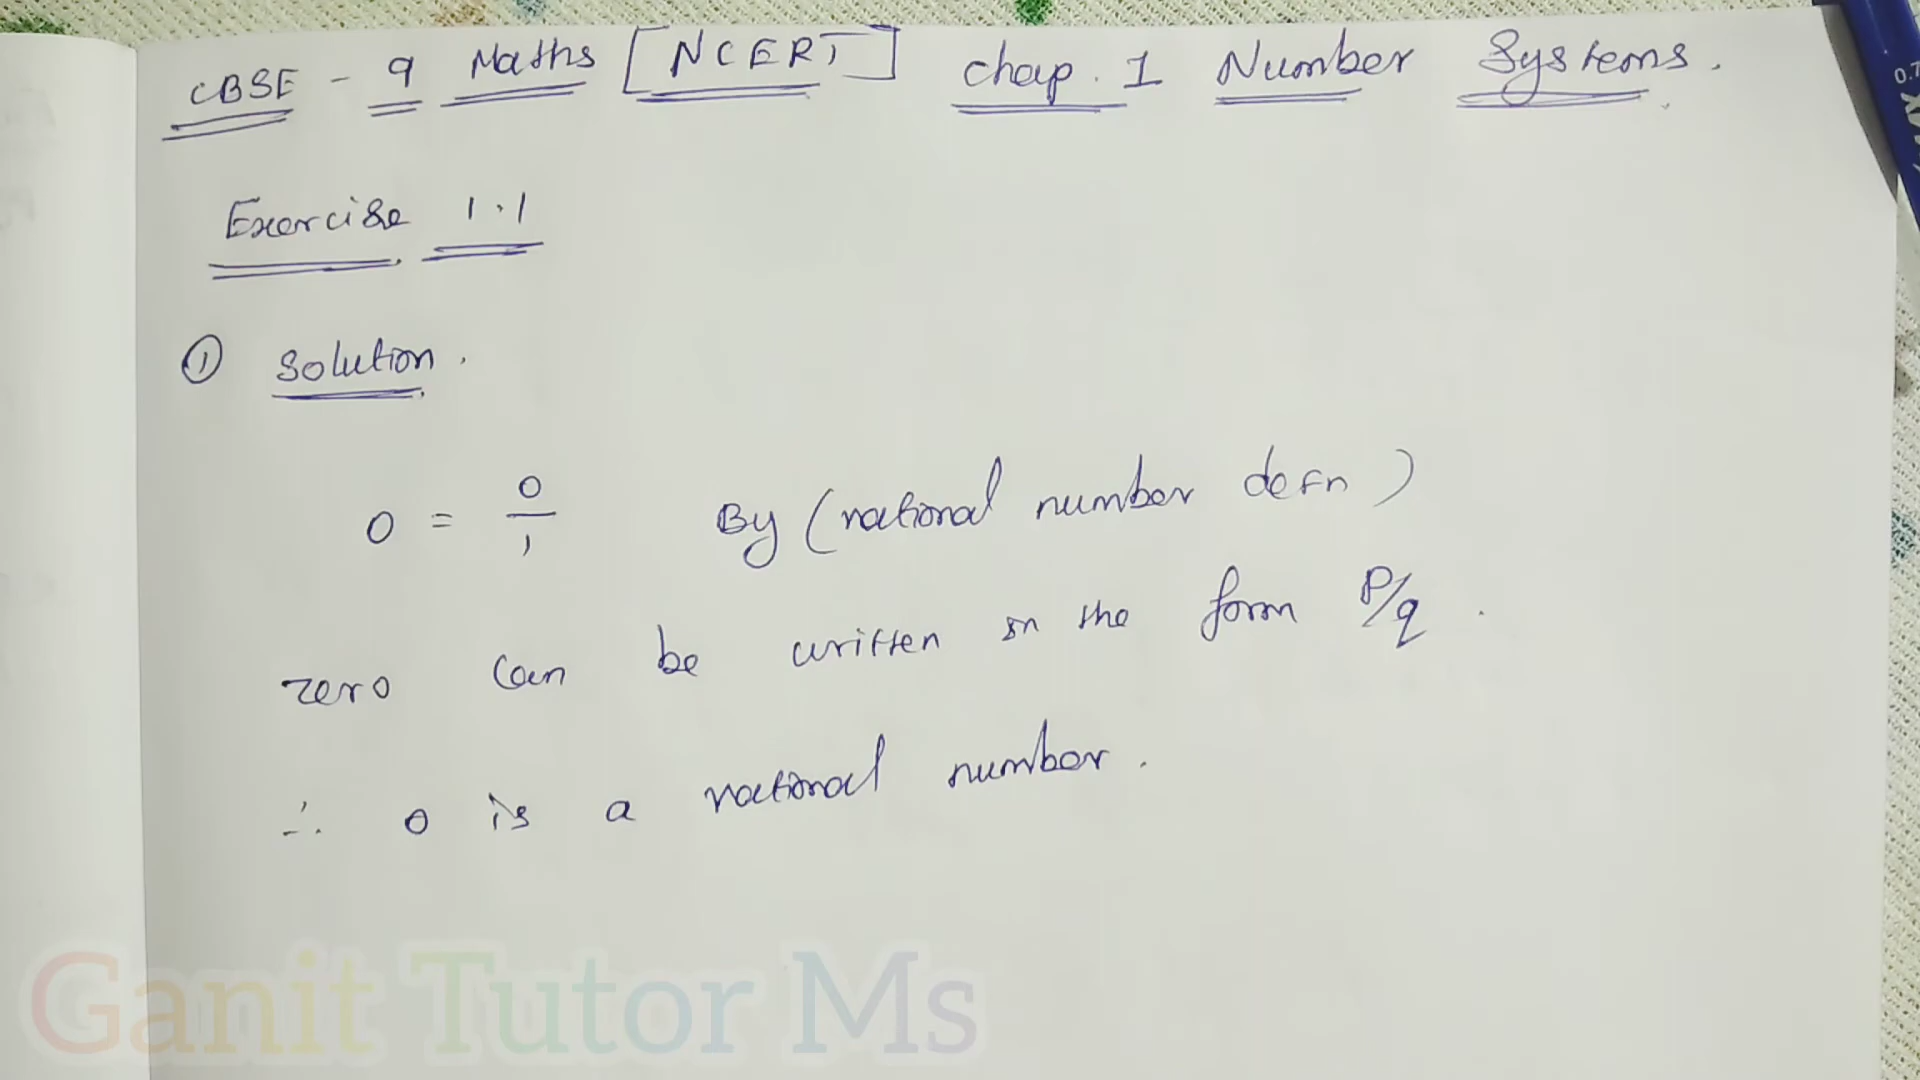 CBSE - 9 Maths [NCERT] chap. 1 Number Systems.
Exercise 1.1
① Solution.
0 = 0/1 By (rational number defn)
zero can be written in the form P/q.
∴ 0 is a rational number.
Ganit Tutor Ms
0.7